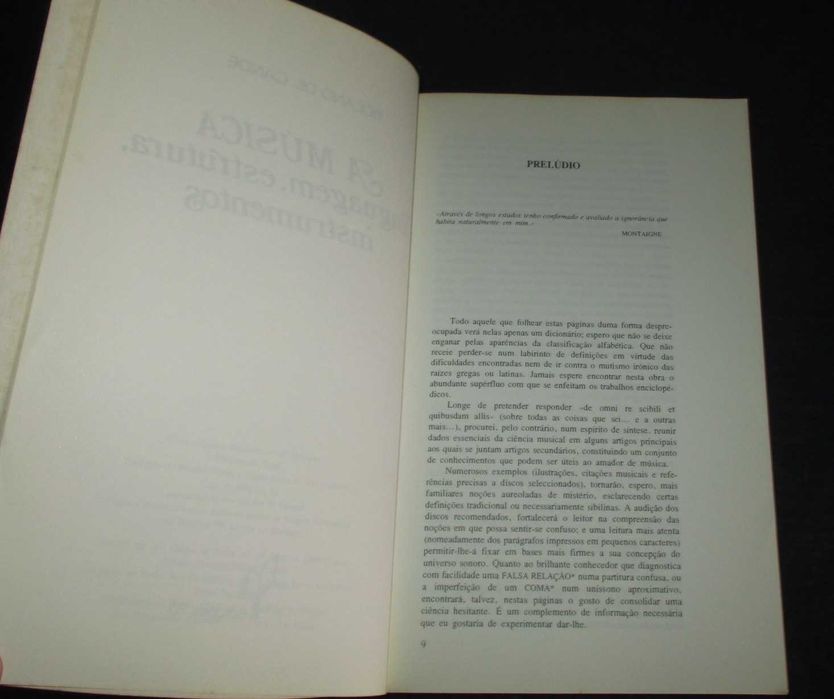 PRELÚDIO
«Através de longos estudos tenho confirmado e avaliado a ignorância que
habita naturalmente em mim.»
MONTAIGNE
Todo aquele que folhear estas páginas duma forma despre-
ocupada verá nelas apenas um dicionário; espero que não se deixe
enganar pelas aparências da classificação alfabética. Que não
receie perder-se num labirinto de definições em virtude das
dificuldades encontradas nem de ir contra o mutismo irónico das
raízes gregas ou latinas. Jamais espere encontrar nesta obra o
abundante supérfluo com que se enfeitam os trabalhos enciclopé-
dicos.
Longe de pretender responder «de omni re scibili et
quibusdam allis» (sobre todas as coisas que sei... e a outras
mais...), procurei, pelo contrário, num espírito de síntese, reunir
dados essenciais da ciência musical em alguns artigos principais
aos quais se juntam artigos secundários, constituindo um conjunto
de conhecimentos que podem ser úteis ao amador de música.
Numerosos exemplos (ilustrações, citações musicais e refe-
rências precisas a discos seleccionados), tornarão, espero, mais
familiares noções aureoladas de mistério, esclarecendo certas
definições tradicional ou necessariamente sibilinas. A audição dos
discos recomendados, fortalecerá o leitor na compreensão das
noções em que possa sentir-se confuso; e uma leitura mais atenta
(nomeadamente dos parágrafos impressos em pequenos caracteres)
permitir-lhe-á fixar em bases mais firmes a sua concepção do
universo sonoro. Quanto ao brilhante conhecedor que diagnostica
com facilidade uma FALSA RELAÇÃO* numa partitura confusa, ou
a imperfeição de um COMA* num uníssono aproximativo,
encontrará, talvez, nestas páginas o gosto de consolidar uma
ciência hesitante. É um complemento de informação necessária
que eu gostaria de experimentar dar-lhe.
9